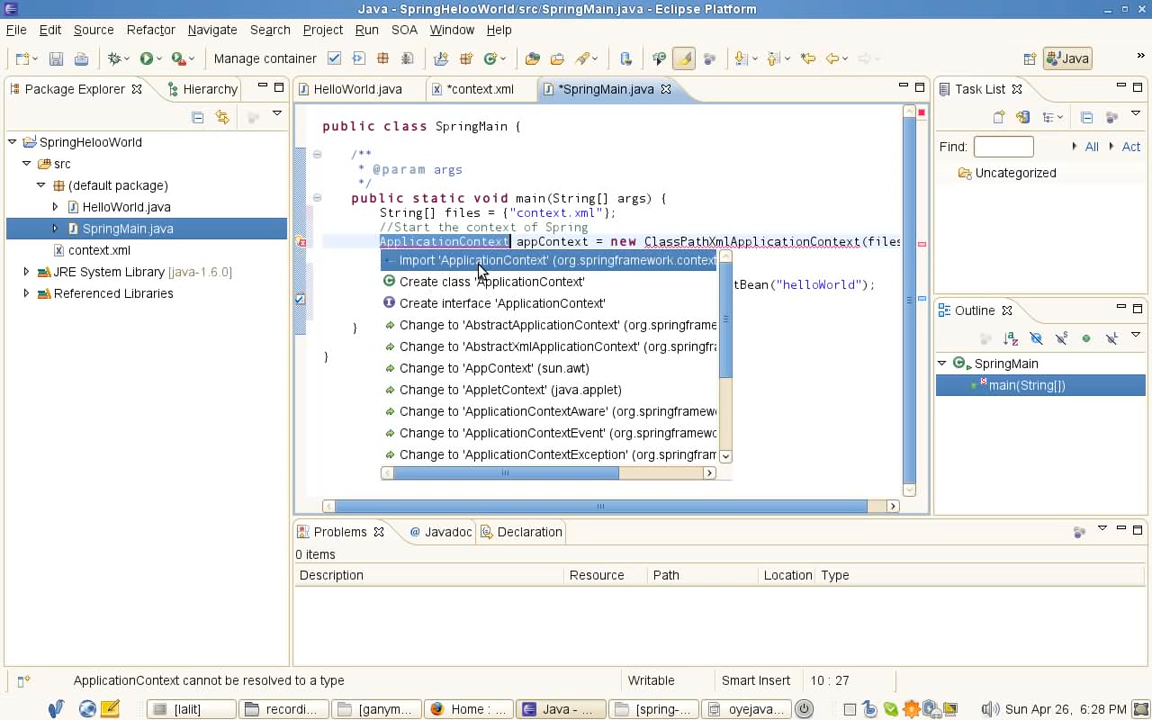 Java - SpringHelooWorld/src/SpringMain.java - Eclipse Platform
File Edit Source Refactor Navigate Search Project Run SOA Window Help
Manage container
Java
»
Package Explorer
Hierarchy
SpringHelooWorld
src
(default package)
HelloWorld.java
SpringMain.java
context.xml
JRE System Library [java-1.6.0]
Referenced Libraries
HelloWorld.java
*context.xml
*SpringMain.java
public class SpringMain {
/**
* @param args
*/
public static void main(String[] args) {
String[] files = {"context.xml"};
//Start the context of Spring
ApplicationContext appContext = new ClassPathXmlApplicationContext(files
tBean("helloWorld");
}
}
Import 'ApplicationContext' (org.springframework.context
Create class 'ApplicationContext'
Create interface 'ApplicationContext'
Change to 'AbstractApplicationContext' (org.springframe
Change to 'AbstractXmlApplicationContext' (org.springfr
Change to 'AppContext' (sun.awt)
Change to 'AppletContext' (java.applet)
Change to 'ApplicationContextAware' (org.springframew
Change to 'ApplicationContextEvent' (org.springframewo
Change to 'ApplicationContextException' (org.springfram
Task List
Find: All Act
Uncategorized
Outline
SpringMain
main(String[])
Problems
@ Javadoc
Declaration
0 items
Description Resource Path Location Type
ApplicationContext cannot be resolved to a type
Writable
Smart Insert
10 : 27
[lalit]
recordi...
[ganym...
Home : ...
Java - ...
[spring-...
oyejava...
Sun Apr 26, 6:28 PM